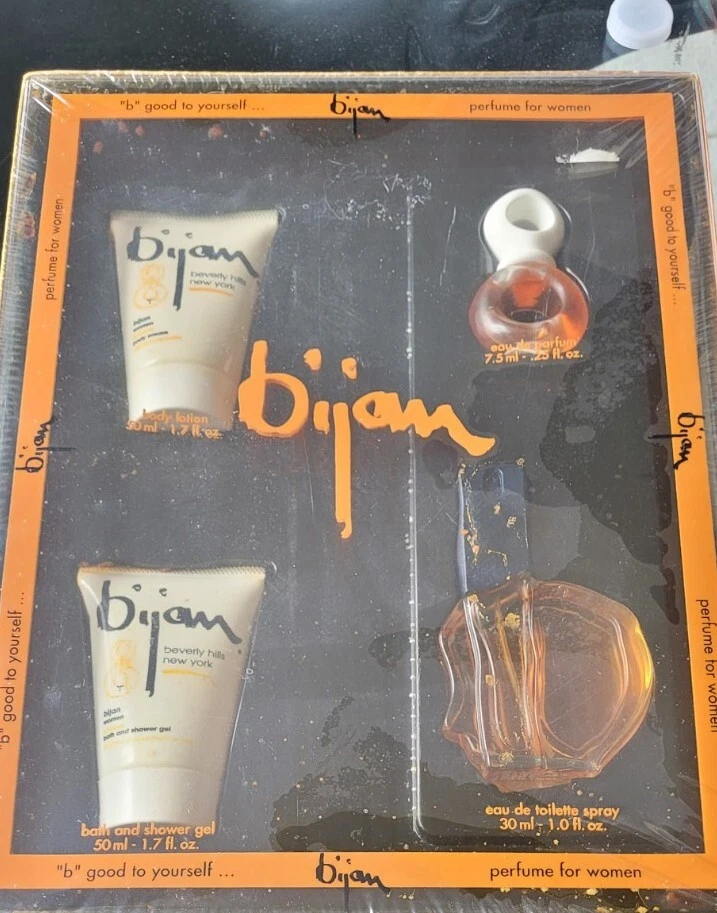 "b" good to yourself ... bijan perfume for women
perfume for women
bijan
"b" good to yourself ...
"b" good to yourself ...
bijan
perfume for women
bijan
beverly hills
new york
bijan
women
body lotion
50 ml - 1.7 fl. oz.
eau de parfum
7.5 ml - .25 fl. oz.
bijan
bijan
beverly hills
new york
bijan
women
bath and shower gel
bath and shower gel
50 ml - 1.7 fl. oz.
eau de toilette spray
30 ml - 1.0 fl. oz.
"b" good to yourself ... bijan perfume for women